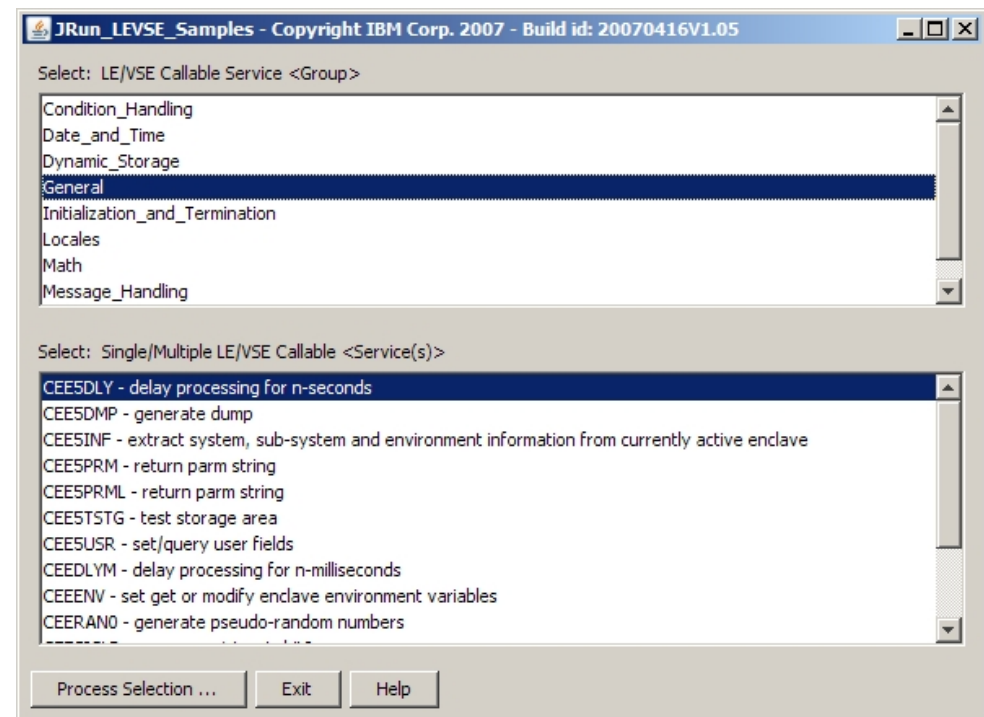 JRun_LEVSE_Samples - Copyright IBM Corp. 2007 - Build id: 20070416V1.05
Select: LE/VSE Callable Service <Group>
Condition_Handling
Date_and_Time
Dynamic_Storage
General
Initialization_and_Termination
Locales
Math
Message_Handling
Select: Single/Multiple LE/VSE Callable <Service(s)>
CEE5DLY - delay processing for n-seconds
CEE5DMP - generate dump
CEE5INF - extract system, sub-system and environment information from currently active enclave
CEE5PRM - return parm string
CEE5PRML - return parm string
CEE5TSTG - test storage area
CEE5USR - set/query user fields
CEEDLYM - delay processing for n-milliseconds
CEEENV - set get or modify enclave environment variables
CEERAN0 - generate pseudo-random numbers
Process Selection ...
Exit
Help